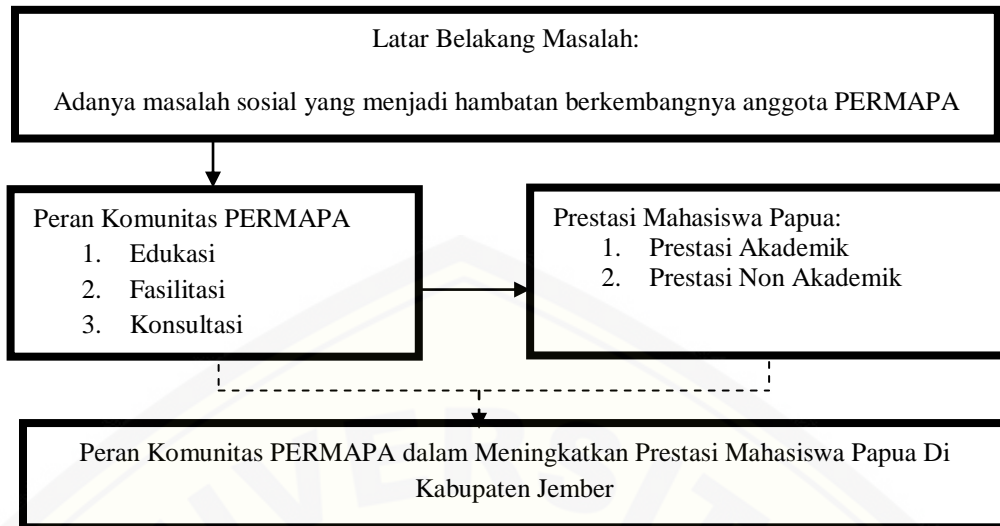 Latar Belakang Masalah:
Adanya masalah sosial yang menjadi hambatan berkembangnya anggota PERMAPA
Peran Komunitas PERMAPA
1. Edukasi
2. Fasilitasi
3. Konsultasi
Prestasi Mahasiswa Papua:
1. Prestasi Akademik
2. Prestasi Non Akademik
Peran Komunitas PERMAPA dalam Meningkatkan Prestasi Mahasiswa Papua Di
Kabupaten Jember